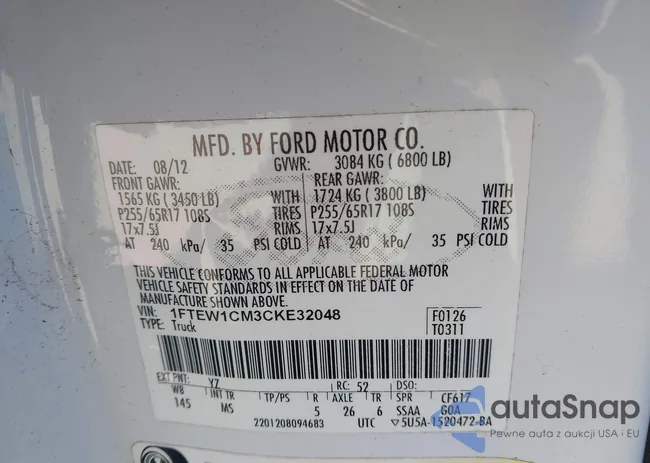 MFD. BY FORD MOTOR CO.
DATE: 08/12 GVWR: 3084 KG ( 6800 LB)
FRONT GAWR: REAR GAWR:
1565 KG ( 3450 LB) WITH 1724 KG ( 3800 LB) WITH
P255/65R17 108S TIRES P255/65R17 108S TIRES
17x7.5J RIMS 17x7.5J RIMS
AT 240 kPa/ 35 PSI COLD AT 240 kPa/ 35 PSI COLD
THIS VEHICLE CONFORMS TO ALL APPLICABLE FEDERAL MOTOR
VEHICLE SAFETY STANDARDS IN EFFECT ON THE DATE OF
MANUFACTURE SHOWN ABOVE.
VIN: 1FTEW1CM3CKE32048 F0126
TYPE: Truck T0311
EXT PNT: YZ RC: 52 DSO:
WB INT TR TP/PS R AXLE TR SPR CF617
145 MS 5 26 6 SSAA GOA
2201208094683 UTC 5U5A-1520472-BA
autaSnap
Pewne auta z aukcji USA i EU